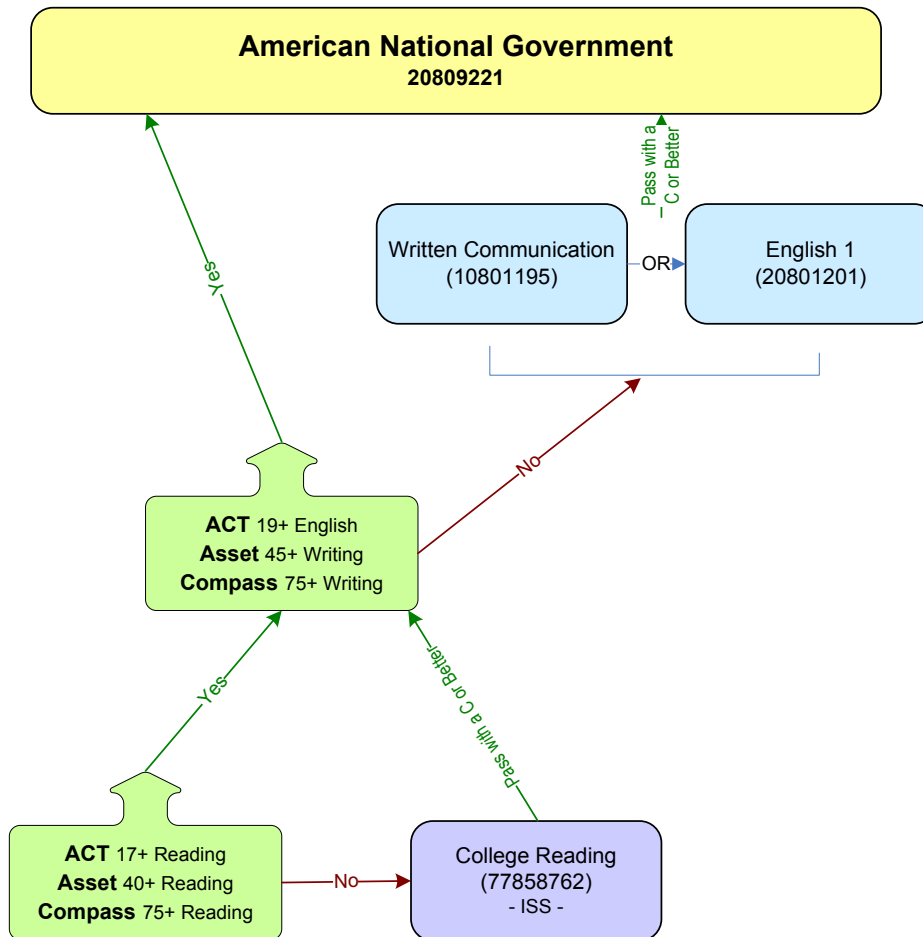 American National Government
20809221
Pass with a
C or Better
Written Communication
(10801195)
OR
English 1
(20801201)
Yes
No
ACT 19+ English
Asset 45+ Writing
Compass 75+ Writing
Yes
Pass with a C or Better
ACT 17+ Reading
Asset 40+ Reading
Compass 75+ Reading
No
College Reading
(77858762)
- ISS -